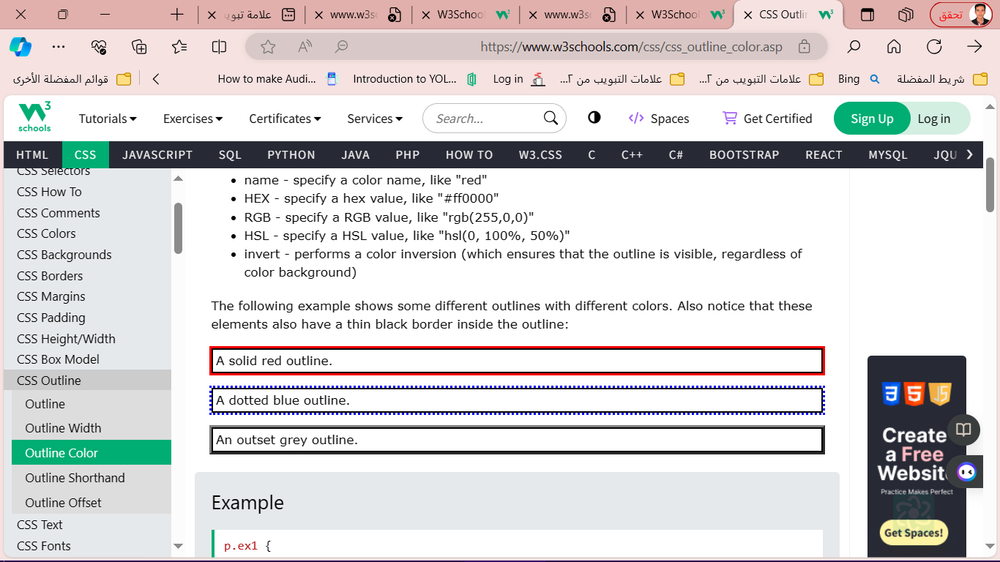 علامة تبويب
www.w3sc
W3School
www.w3sc
W3School
CSS Outlin
تحقق
https://www.w3schools.com/css/css_outline_color.asp
قوائم المفضلة الأخرى
How to make Audi...
Introduction to YOL...
Log in
علامات التبويب من ٢...
علامات التبويب من ٢...
Bing
شريط المفضلة
W3
schools
Tutorials
Exercises
Certificates
Services
Search...
Spaces
Get Certified
Sign Up
Log in
HTML
CSS
JAVASCRIPT
SQL
PYTHON
JAVA
PHP
HOW TO
W3.CSS
C
C++
C#
BOOTSTRAP
REACT
MYSQL
JQU
CSS Selectors
CSS How To
CSS Comments
CSS Colors
CSS Backgrounds
CSS Borders
CSS Margins
CSS Padding
CSS Height/Width
CSS Box Model
CSS Outline
Outline
Outline Width
Outline Color
Outline Shorthand
Outline Offset
CSS Text
CSS Fonts
• name - specify a color name, like "red"
• HEX - specify a hex value, like "#ff0000"
• RGB - specify a RGB value, like "rgb(255,0,0)"
• HSL - specify a HSL value, like "hsl(0, 100%, 50%)"
• invert - performs a color inversion (which ensures that the outline is visible, regardless of
color background)
The following example shows some different outlines with different colors. Also notice that these
elements also have a thin black border inside the outline:
A solid red outline.
A dotted blue outline.
An outset grey outline.
Example
p.ex1 {
3 5 JS
Create
a Free
Website
Practice Makes Perfect
Get Spaces!